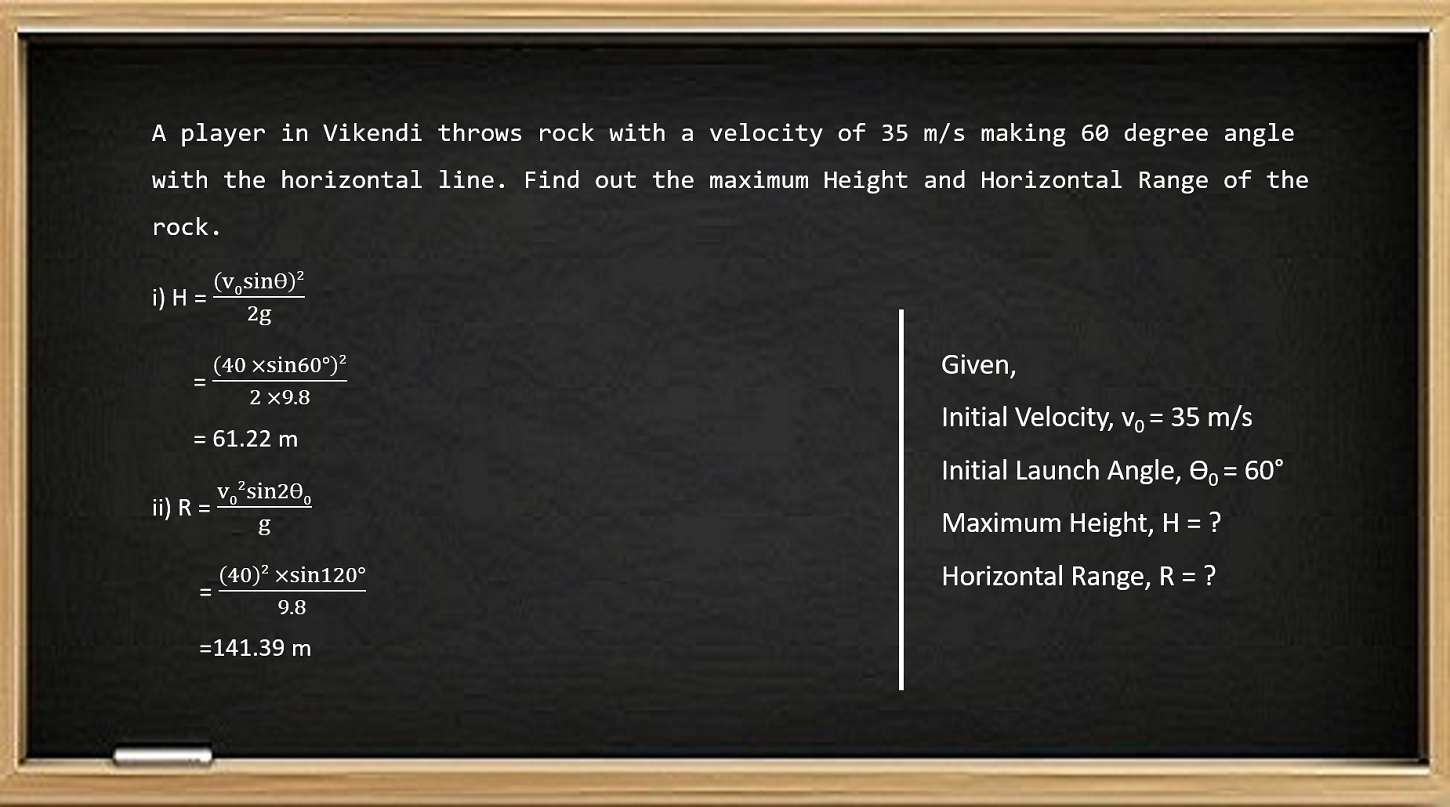 A player in Vikendi throws rock with a velocity of 35 m/s making 60 degree angle
with the horizontal line. Find out the maximum Height and Horizontal Range of the
rock.
i) H = (v₀sinθ)² / 2g
= (40 ×sin60°)² / 2 ×9.8
= 61.22 m
ii) R = v₀²sin2θ₀ / g
= (40)² ×sin120° / 9.8
=141.39 m
Given,
Initial Velocity, v₀ = 35 m/s
Initial Launch Angle, Ɵ₀ = 60°
Maximum Height, H = ?
Horizontal Range, R = ?